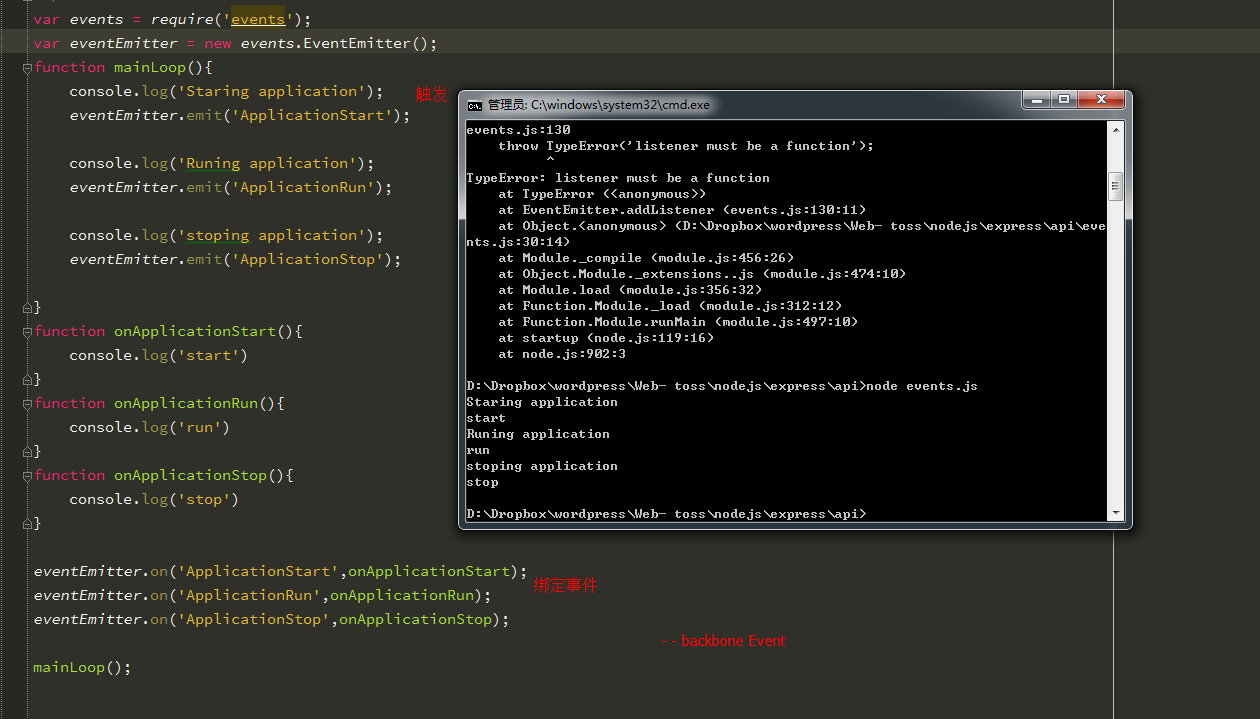 var events = require('events');
var eventEmitter = new events.EventEmitter();
function mainLoop(){
console.log('Staring application');
触发
eventEmitter.emit('ApplicationStart');
console.log('Runing application');
eventEmitter.emit('ApplicationRun');
console.log('stoping application');
eventEmitter.emit('ApplicationStop');
}
function onApplicationStart(){
console.log('start')
}
function onApplicationRun(){
console.log('run')
}
function onApplicationStop(){
console.log('stop')
}
eventEmitter.on('ApplicationStart',onApplicationStart);
绑定事件
eventEmitter.on('ApplicationRun',onApplicationRun);
eventEmitter.on('ApplicationStop',onApplicationStop);
- - backbone Event
mainLoop();
管理员: C:\windows\system32\cmd.exe
events.js:130
throw TypeError('listener must be a function');
^
TypeError: listener must be a function
at TypeError (<anonymous>)
at EventEmitter.addListener (events.js:130:11)
at Object.<anonymous> (D:\Dropbox\wordpress\Web- toss\nodejs\express\api\eve
nts.js:30:14)
at Module._compile (module.js:456:26)
at Object.Module._extensions..js (module.js:474:10)
at Module.load (module.js:356:32)
at Function.Module._load (module.js:312:12)
at Function.Module.runMain (module.js:497:10)
at startup (node.js:119:16)
at node.js:902:3
D:\Dropbox\wordpress\Web- toss\nodejs\express\api>node events.js
Staring application
start
Runing application
run
stoping application
stop
D:\Dropbox\wordpress\Web- toss\nodejs\express\api>